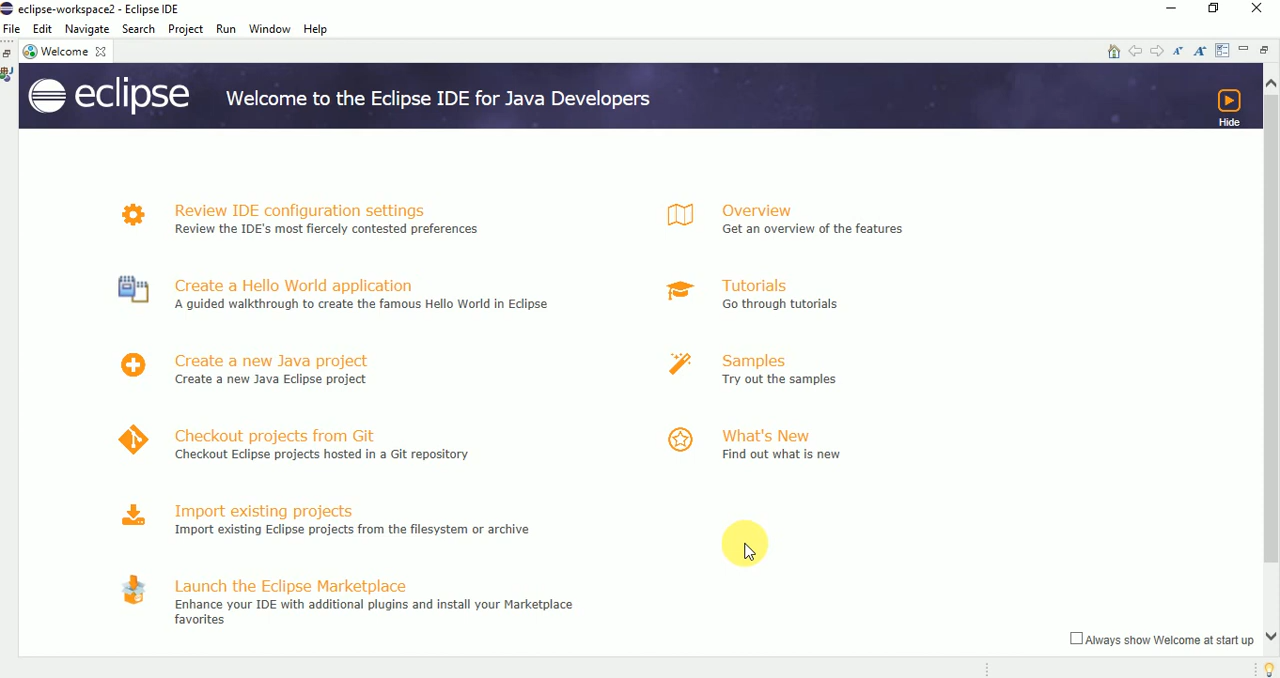 eclipse-workspace2 - Eclipse IDE
File Edit Navigate Search Project Run Window Help
Welcome
eclipse Welcome to the Eclipse IDE for Java Developers
Hide
Review IDE configuration settings
Review the IDE's most fiercely contested preferences
Create a Hello World application
A guided walkthrough to create the famous Hello World in Eclipse
Create a new Java project
Create a new Java Eclipse project
Checkout projects from Git
Checkout Eclipse projects hosted in a Git repository
Import existing projects
Import existing Eclipse projects from the filesystem or archive
Launch the Eclipse Marketplace
Enhance your IDE with additional plugins and install your Marketplace
favorites
Overview
Get an overview of the features
Tutorials
Go through tutorials
Samples
Try out the samples
What's New
Find out what is new
Always show Welcome at start up